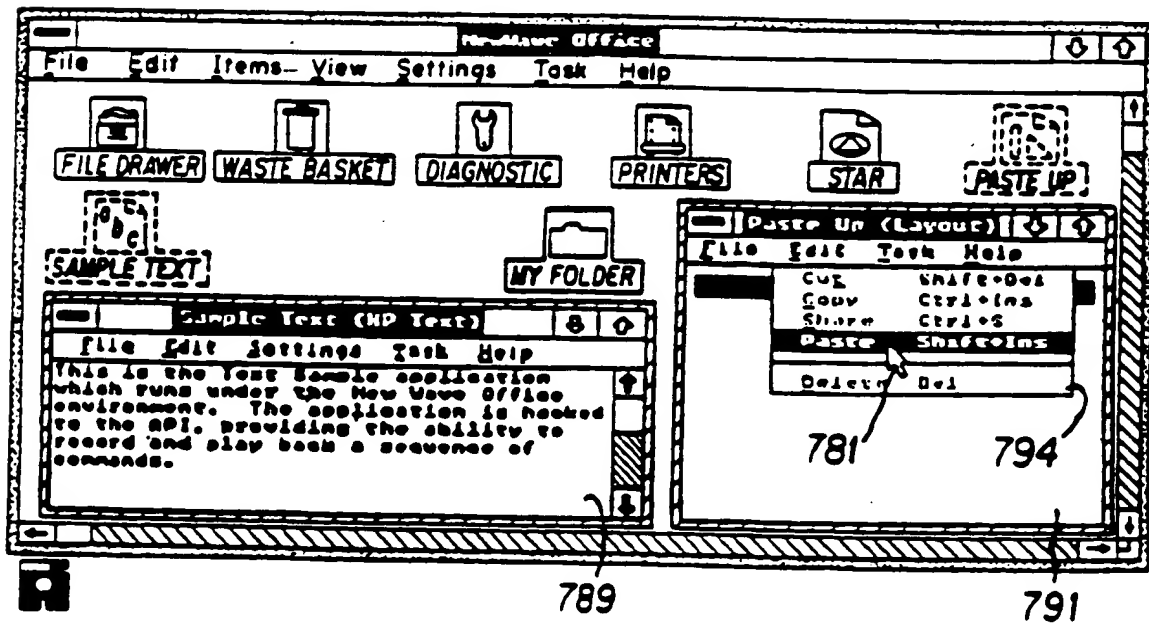 NewWave Office
File Edit Items View Settings Task Help
FILE DRAWER WASTE BASKET DIAGNOSTIC PRINTERS STAR PASTE UP
SAMPLE TEXT MY FOLDER
Paste Up (Layout)
File Edit Task Help
Cut Shift+Del
Copy Ctrl+Ins
Share Ctrl+S
Paste Shift+Ins
Delete Del
Sample Text (HP Text)
File Edit Settings Task Help
This is the Text Sample application
which runs under the New Wave Office
environment. The application is hooked
to the API, providing the ability to
record and play back a sequence of
commands.
781 794
789 791